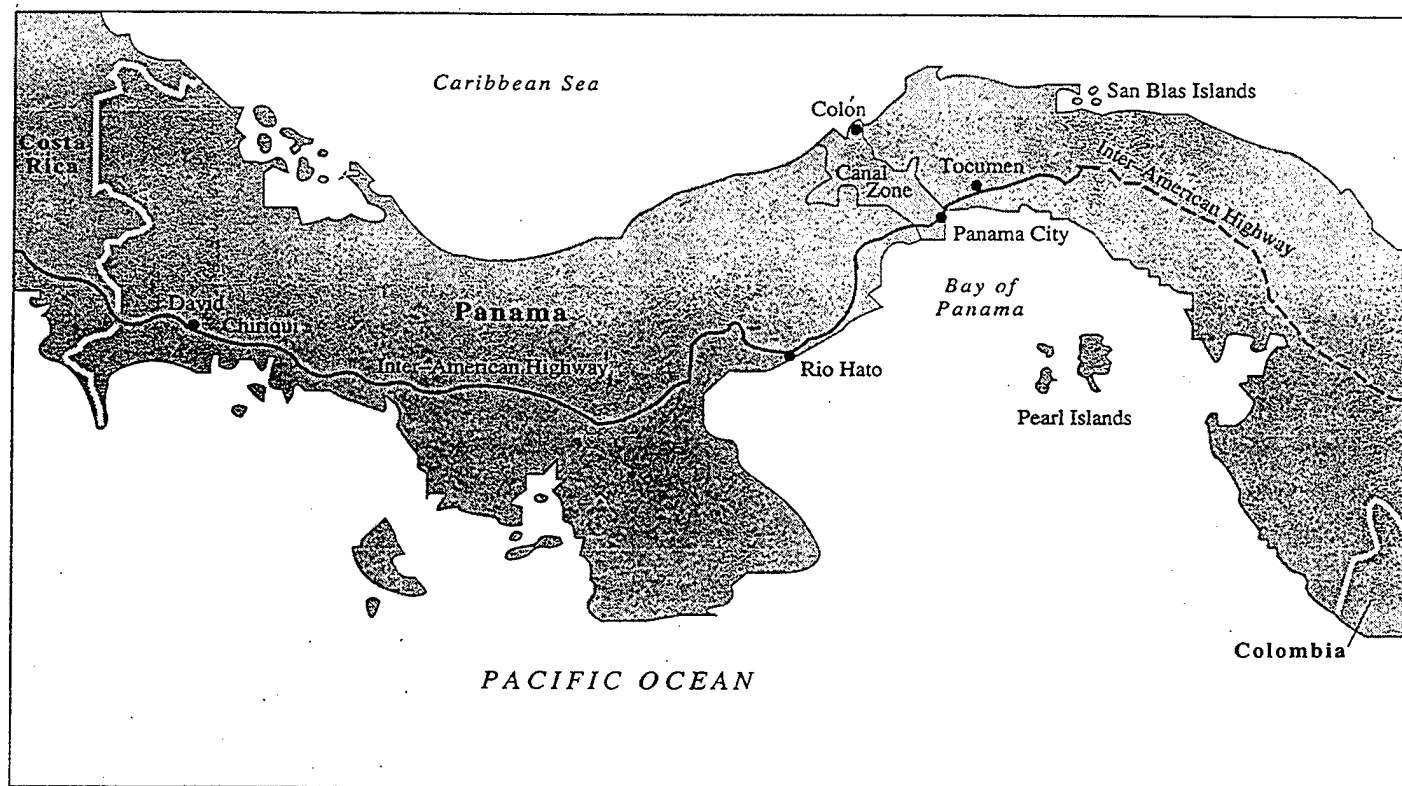 Caribbean Sea
San Blas Islands
Colón
Costa
Rica
Tocumen
Canal
Zone
Inter-American Highway
Panama City
Bay of
Panama
David
Chiriqui
Panama
Inter-American Highway
Rio Hato
Pearl Islands
Colombia
PACIFIC OCEAN